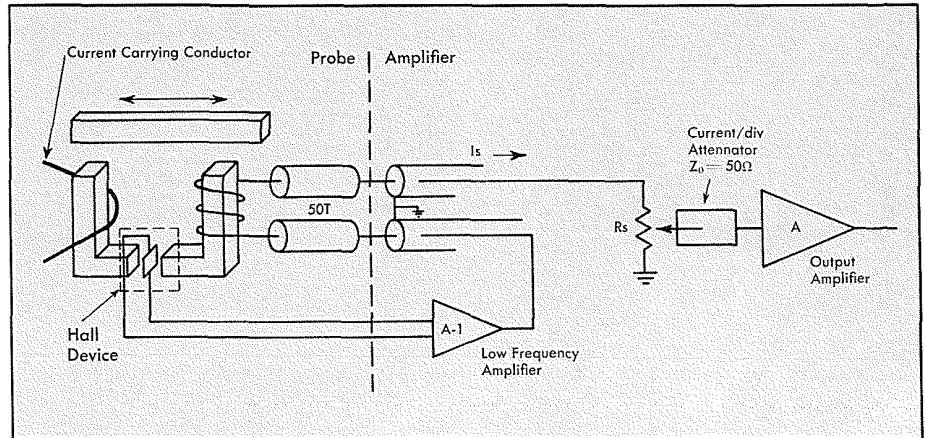 Current Carrying Conductor
Probe
Amplifier
Is
50T
Current/div
Attennator
Z₀ = 50Ω
Rs
A
Output
Amplifier
Hall
Device
A-1
Low Frequency
Amplifier